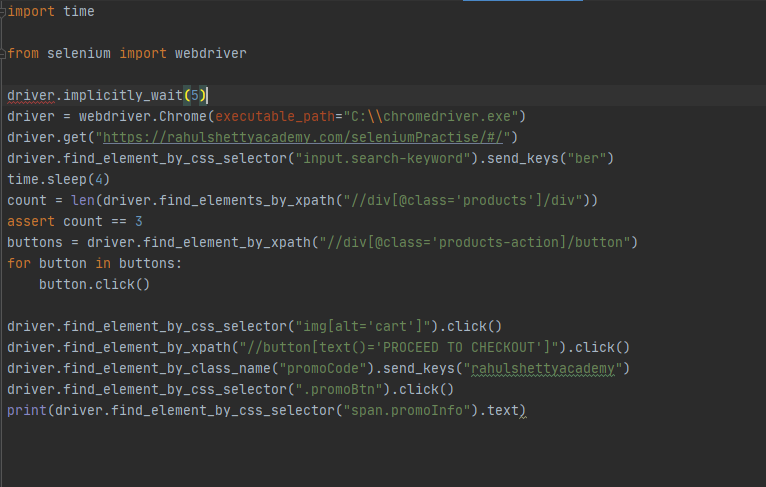 import time
from selenium import webdriver
driver.implicitly_wait(5)
driver = webdriver.Chrome(executable_path="C:\\chromedriver.exe")
driver.get("https://rahulshettyacademy.com/seleniumPractise/#/")
driver.find_element_by_css_selector("input.search-keyword").send_keys("ber")
time.sleep(4)
count = len(driver.find_elements_by_xpath("//div[@class='products']/div"))
assert count == 3
buttons = driver.find_element_by_xpath("//div[@class='products-action]/button")
for button in buttons:
    button.click()
driver.find_element_by_css_selector("img[alt='cart']").click()
driver.find_element_by_xpath("//button[text()='PROCEED TO CHECKOUT']").click()
driver.find_element_by_class_name("promoCode").send_keys("rahulshettyacademy")
driver.find_element_by_css_selector(".promoBtn").click()
print(driver.find_element_by_css_selector("span.promoInfo").text)